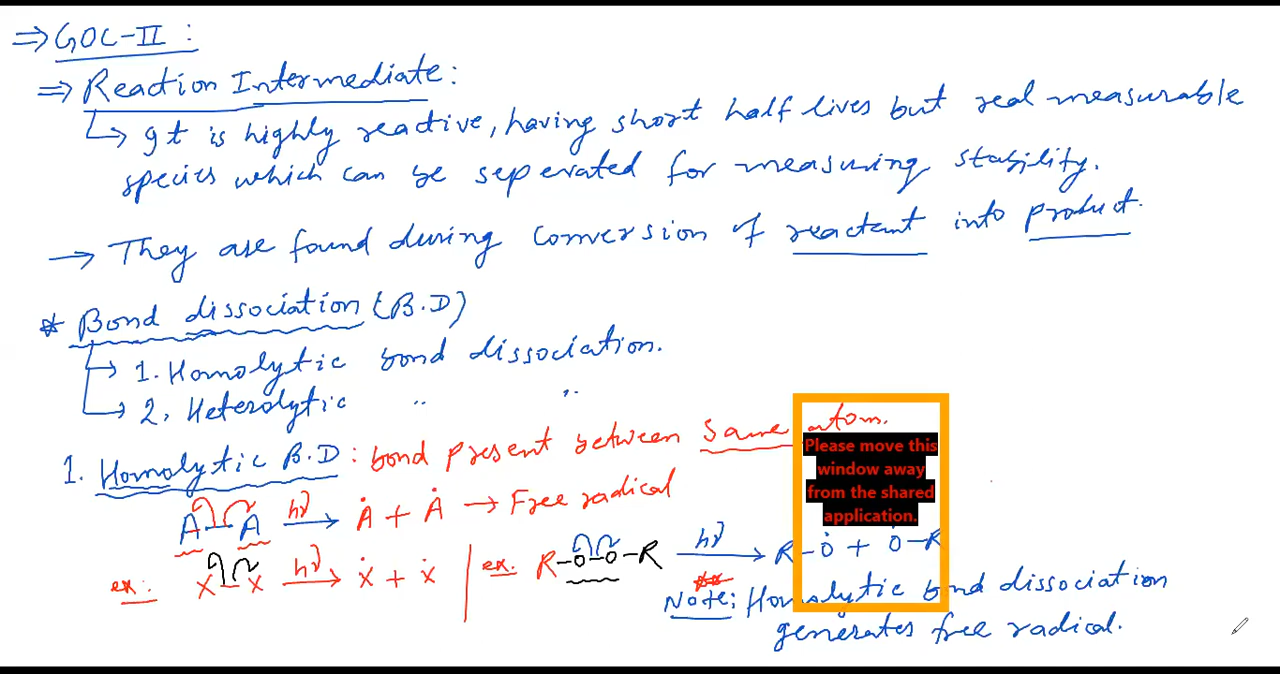 ⇒ GOC-II :
⇒ Reaction Intermediate :
↳ It is highly reactive, having short half lives but real measurable
species which can be seperated for measuring stability.
→ They are found during conversion of reactant into product.
* Bond dissociation (B.D)
→ 1. Homolytic bond dissociation.
→ 2. Heterolytic " "
1. Homolytic B.D : bond present between same atom.
A–A hν → Ȧ + Ȧ → Free radical
ex: X–X hν → Ẋ + Ẋ | ex. R–O–O–R hν → R–Ȯ + Ȯ–R
Note: Homolytic bond dissociation
generates free radical.
Please move this
window away
from the shared
application.